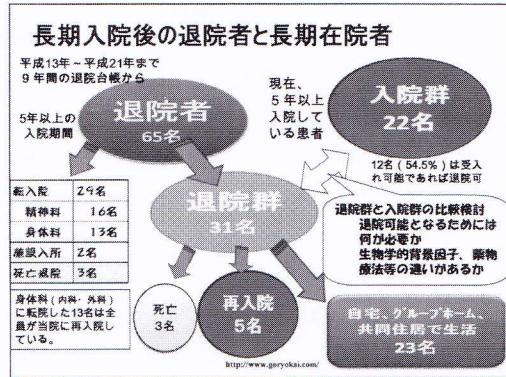 長期入院後の退院者と長期在院者
平成13年～平成21年まで
9年間の退院台帳から
5年以上の
入院期間
退院者
65名
現在、
5年以上
入院して
いる患者
入院群
22名
12名(54.5%)は受入
れ可能であれば退院可
転入院 29名
精神科 16名
身体科 13名
施設入所 2名
死亡退院 3名
退院群
31名
退院群と入院群の比較検討
退院可能となるためには
何が必要か
生物学的背景因子、薬物
療法等の違いがあるか
身体科(内科・外科)
に転院した13名は全
員が当院に再入院し
ている。
死亡
3名
再入院
5名
自宅、グループホーム、
共同住居で生活
23名
http://www.goryokai.com/